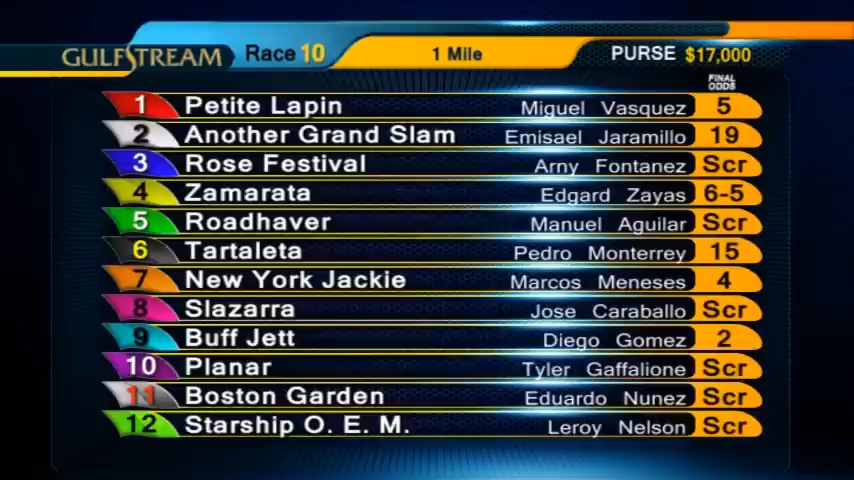 GULFSTREAM Race 10 1 Mile PURSE $17,000
FINAL
ODDS
1 Petite Lapin Miguel Vasquez 5
2 Another Grand Slam Emisael Jaramillo 19
3 Rose Festival Arny Fontanez Scr
4 Zamarata Edgard Zayas 6-5
5 Roadhaver Manuel Aguilar Scr
6 Tartaleta Pedro Monterrey 15
7 New York Jackie Marcos Meneses 4
8 Slazarra Jose Caraballo Scr
9 Buff Jett Diego Gomez 2
10 Planar Tyler Gaffalione Scr
11 Boston Garden Eduardo Nunez Scr
12 Starship O. E. M. Leroy Nelson Scr